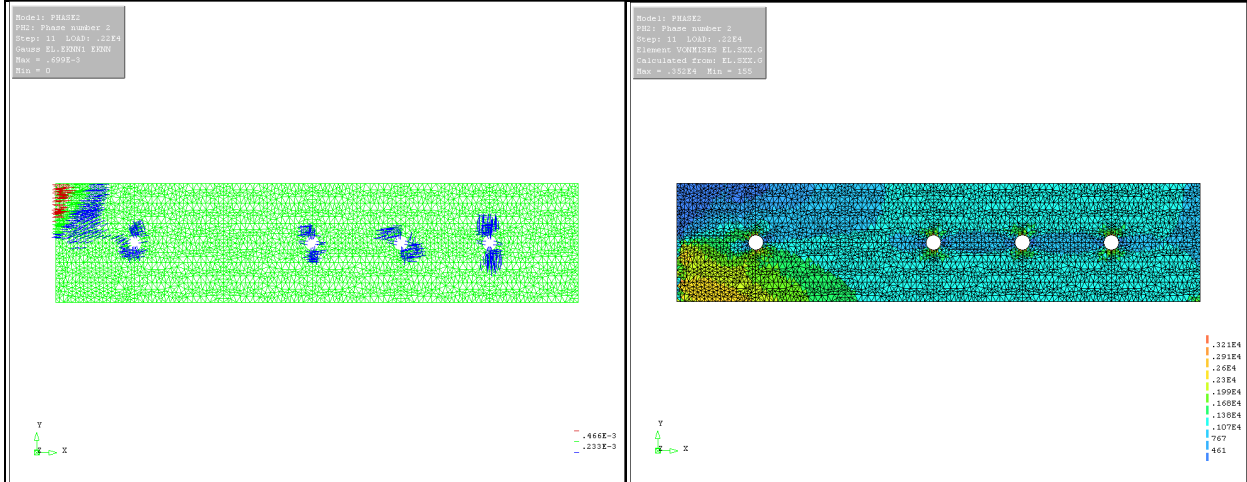 Model: PHASE2
PH2: Phase number 2
Step: 11 LOAD: .22E4
Gauss EL.EKNN1 EKNN
Max = .699E-3
Min = 0
Y
Z X
.466E-3
.233E-3
Model: PHASE2
PH2: Phase number 2
Step: 11 LOAD: .22E4
Element VONMISES EL.SXX.G
Calculated from: EL.SXX.G
Max = .352E4 Min = 155
.321E4
.291E4
.26E4
.23E4
.199E4
.168E4
.138E4
.107E4
767
461
Y
Z X